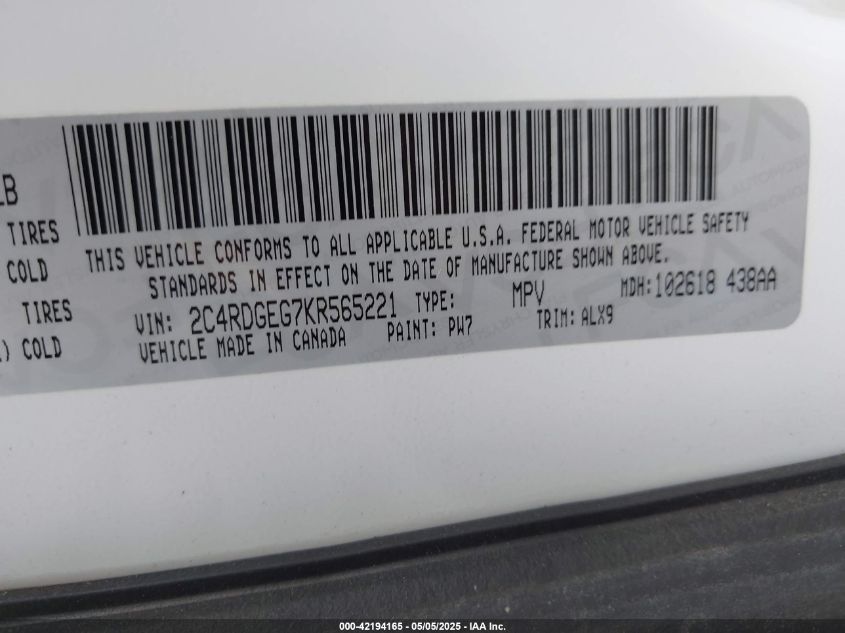 LB
TIRES
COLD
TIRES
) COLD
THIS VEHICLE CONFORMS TO ALL APPLICABLE U.S.A. FEDERAL MOTOR VEHICLE SAFETY
STANDARDS IN EFFECT ON THE DATE OF MANUFACTURE SHOWN ABOVE.
VIN: 2C4RDGEG7KR565221 TYPE: MPV MDH:102618 438AA
VEHICLE MADE IN CANADA PAINT: PW7 TRIM:ALX9
000-42194165 - 05/05/2025 - IAA Inc.